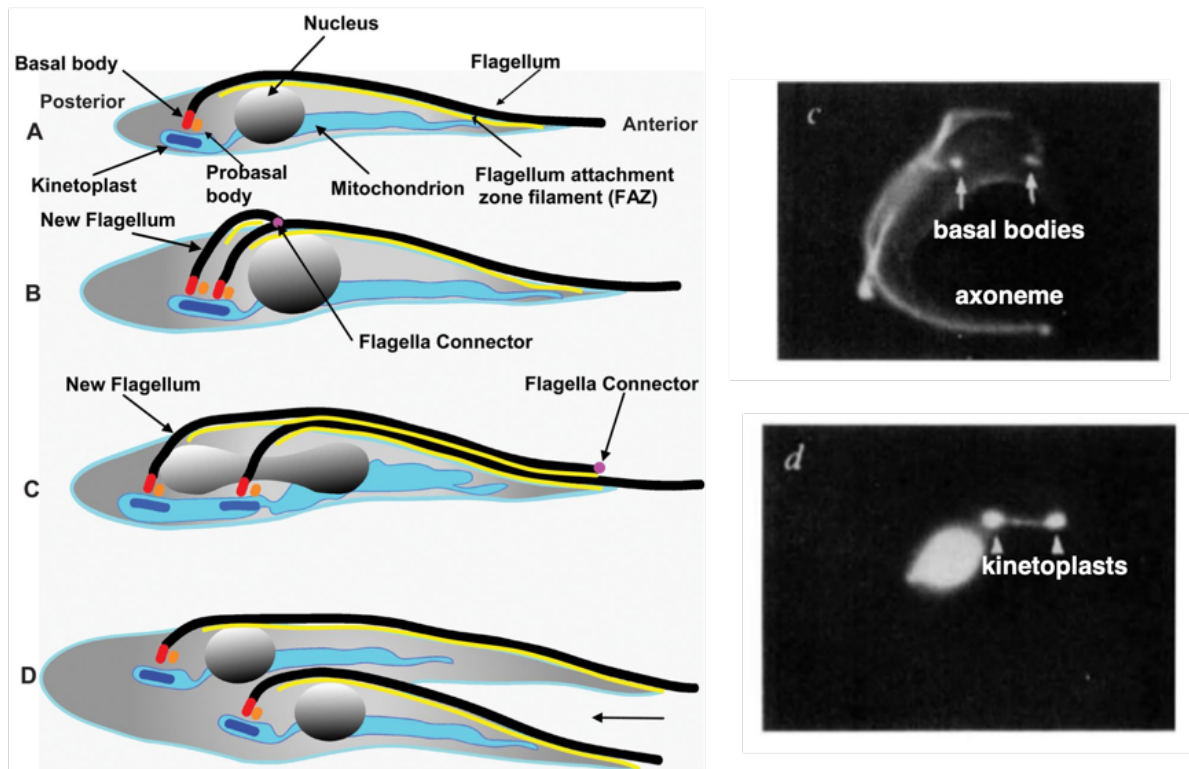 Nucleus
Basal body
Flagellum
Posterior
A
Anterior
Kinetoplast
Probasal
body
Mitochondrion
Flagellum attachment
zone filament (FAZ)
New Flagellum
B
Flagella Connector
New Flagellum
Flagella Connector
C
D
c
basal bodies
axoneme
d
kinetoplasts